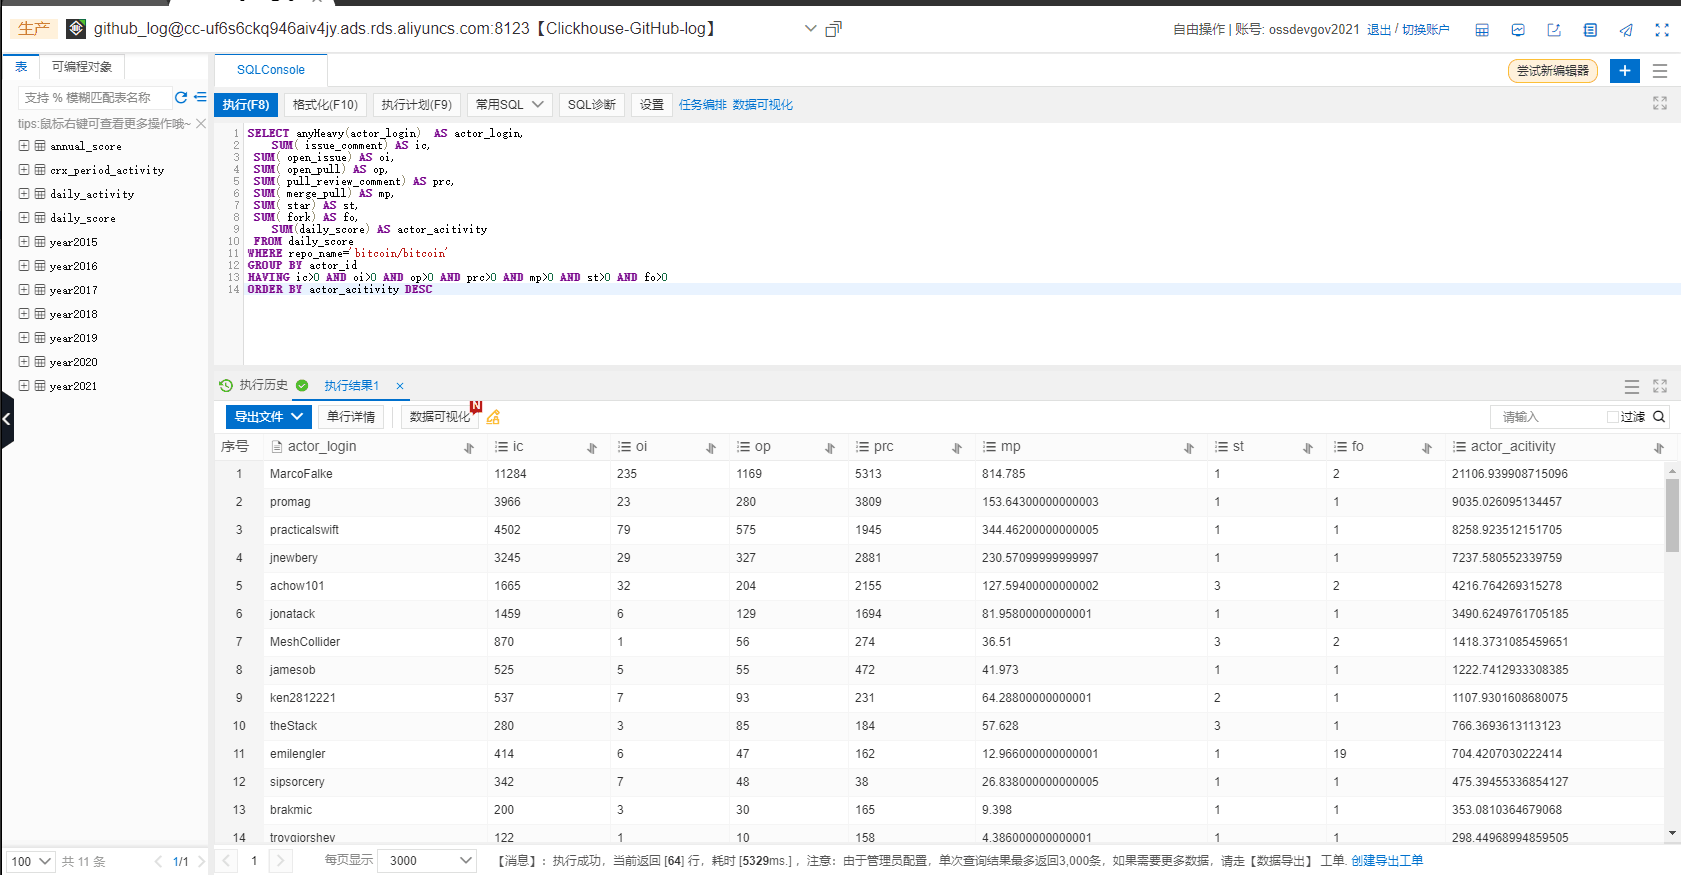 生产 github_log@cc-uf6s6ckq946aiv4jy.ads.rds.aliyuncs.com:8123【Clickhouse-GitHub-log】 自由操作 | 账号: ossdevgov2021 退出 / 切换账户
表 可编程对象
SQLConsole 尝试新编辑器
支持 % 模糊匹配表名称
tips:鼠标右键可查看更多操作哦~
annual_score
crx_period_activity
daily_activity
daily_score
year2015
year2016
year2017
year2018
year2019
year2020
year2021
100 共 11 条 1/1
执行(F8) 格式化(F10) 执行计划(F9) 常用SQL SQL诊断 设置 任务编排 数据可视化
1 SELECT anyHeavy(actor_login)  AS actor_login,
2 SUM( issue_comment) AS ic,
3 SUM( open_issue) AS oi,
4 SUM( open_pull) AS op,
5 SUM( pull_review_comment) AS prc,
6 SUM( merge_pull) AS mp,
7 SUM( star) AS st,
8 SUM( fork) AS fo,
9 SUM(daily_score) AS actor_acitivity
10 FROM daily_score
11 WHERE repo_name='bitcoin/bitcoin'
12 GROUP BY actor_id
13 HAVING ic>0 AND oi>0 AND op>0 AND prc>0 AND mp>0 AND st>0 AND fo>0
14 ORDER BY actor_acitivity DESC
执行历史 执行结果1 ×
导出文件 单行详情 数据可视化 N 请输入 过滤
序号 actor_login ic oi op prc mp st fo actor_acitivity
1 MarcoFalke 11284 235 1169 5313 814.785 1 2 21106.939908715096
2 promag 3966 23 280 3809 153.64300000000003 1 1 9035.026095134457
3 practicalswift 4502 79 575 1945 344.46200000000005 1 1 8258.923512151705
4 jnewbery 3245 29 327 2881 230.57099999999997 1 1 7237.580552339759
5 achow101 1665 32 204 2155 127.59400000000002 3 2 4216.764269315278
6 jonatack 1459 6 129 1694 81.95800000000001 1 1 3490.6249761705185
7 MeshCollider 870 1 56 274 36.51 3 2 1418.3731085459651
8 jamesob 525 5 55 472 41.973 1 1 1222.7412933308385
9 ken2812221 537 7 93 231 64.28800000000001 2 1 1107.9301608680075
10 theStack 280 3 85 184 57.628 3 1 766.3693613113123
11 emilengler 414 6 47 162 12.966000000000001 1 19 704.4207030222414
12 sipsorcery 342 7 48 38 26.838000000000005 1 1 475.39455336854127
13 brakmic 200 3 30 165 9.398 1 1 353.0810364679068
14 troygiorshev 122 1 10 158 4.386000000000001 1 1 298.44968994859505
1 每页显示 3000 【消息】：执行成功，当前返回 [64] 行，耗时 [5329ms.] ，注意：由于管理员配置，单次查询结果最多返回3,000条，如果需要更多数据，请走【数据导出】 工单. 创建导出工单